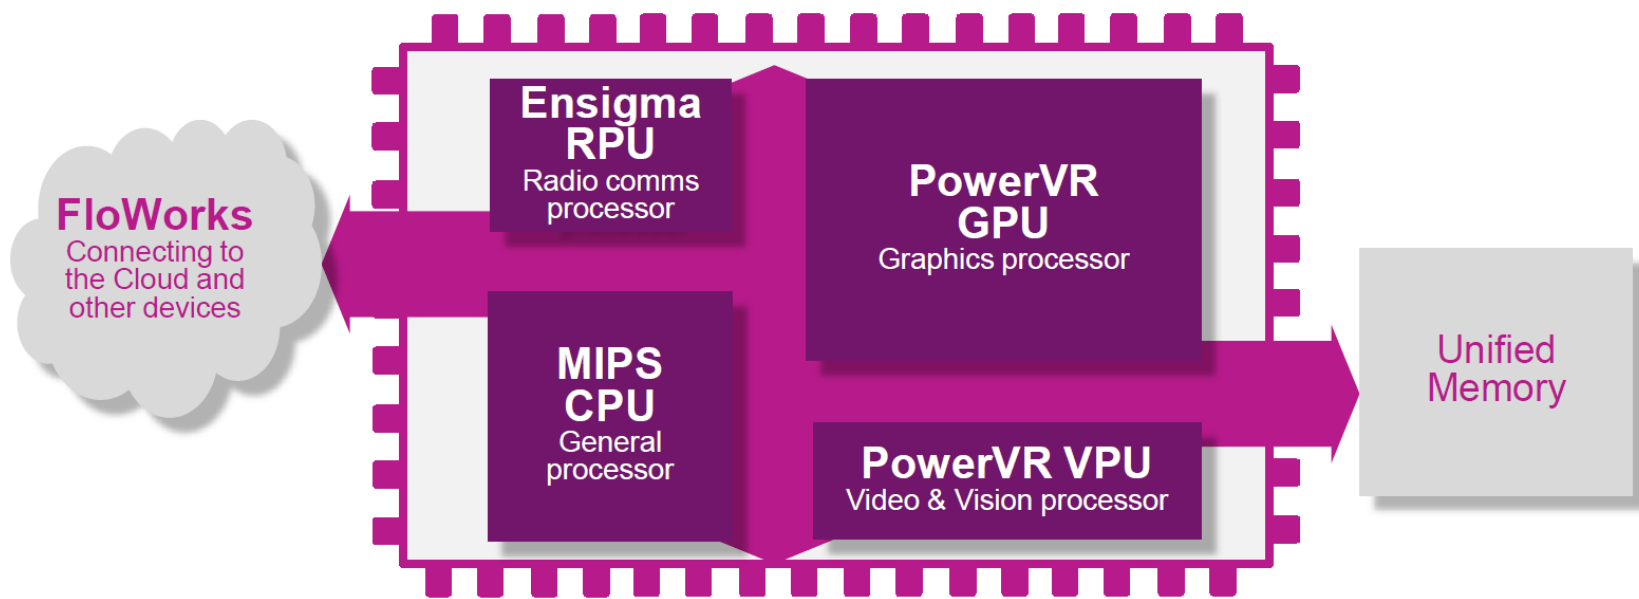 FloWorks
Connecting to
the Cloud and
other devices
Ensigma
RPU
Radio comms
processor
MIPS
CPU
General
processor
PowerVR
GPU
Graphics processor
PowerVR VPU
Video & Vision processor
Unified
Memory